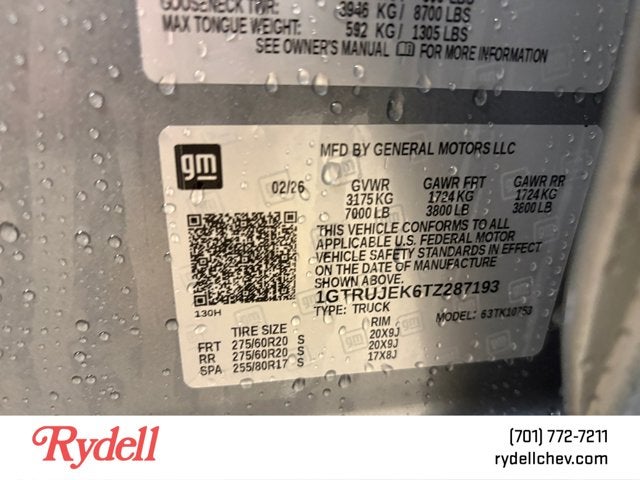 GOOSENECK
3946 KG / 8700 LBS
MAX TONGUE WEIGHT: 592 KG / 1305 LBS
SEE OWNER'S MANUAL FOR MORE INFORMATION
gm
MFD BY GENERAL MOTORS LLC
02/26 GVWR GAWR FRT GAWR RR
3175 KG 1724 KG 1724 KG
7000 LB 3800 LB 3800 LB
THIS VEHICLE CONFORMS TO ALL
APPLICABLE U.S. FEDERAL MOTOR
VEHICLE SAFETY STANDARDS IN EFFECT
ON THE DATE OF MANUFACTURE
SHOWN ABOVE.
1GTRUJEK6TZ287193
TYPE: TRUCK MODEL: 63TK10753
130H
TIRE SIZE RIM
FRT 275/60R20 S 20X9J
RR 275/60R20 S 20X9J
SPA 255/80R17 S 17X8J
Rydell
(701) 772-7211
rydellchev.com